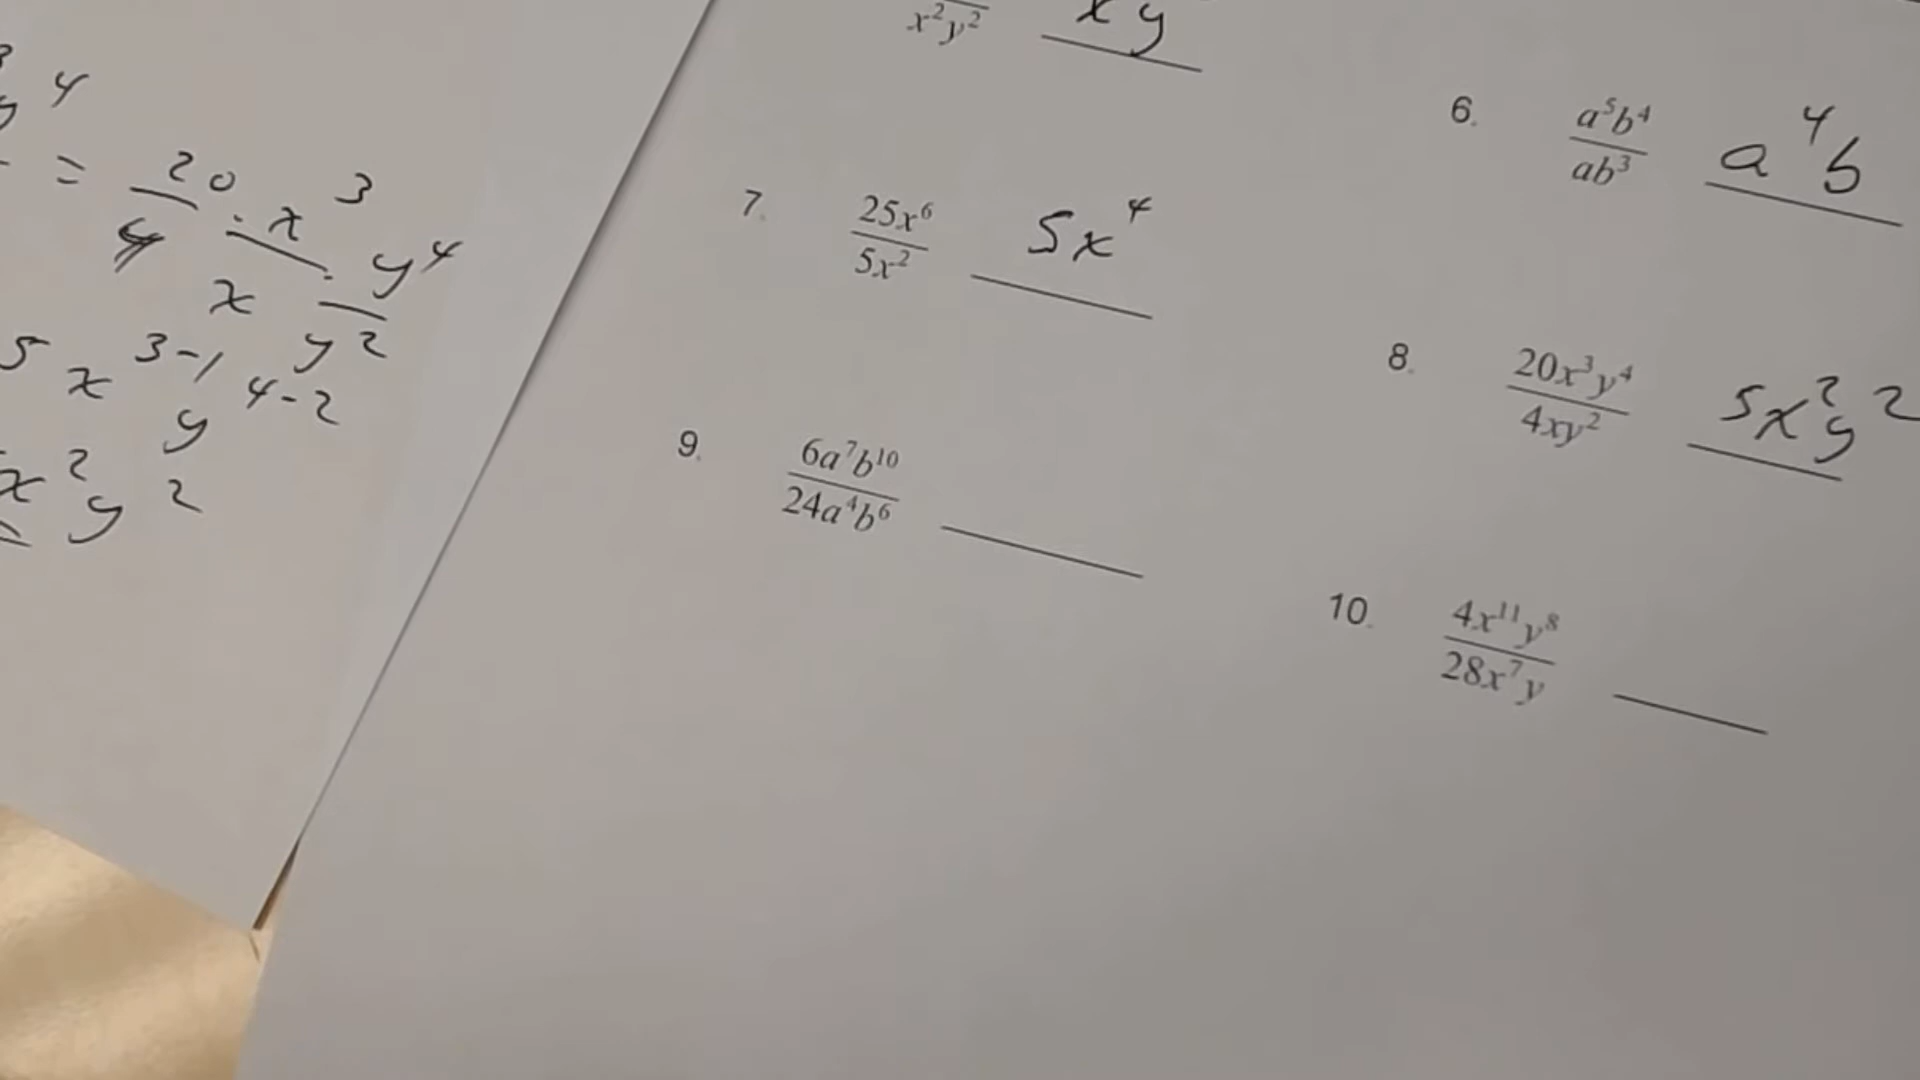 x²y² xy
6. a⁵b⁴/ab³ a⁴b
7. 25x⁶/5x² 5x⁴
8. 20x³y⁴/4xy² 5x²y²
9. 6a⁷b¹⁰/24a⁴b⁶
10. 4x¹¹y⁸/28x⁷y
4
= 20/4 · x³/x · y⁴/y²
5x³⁻¹y⁴⁻²
x²y²